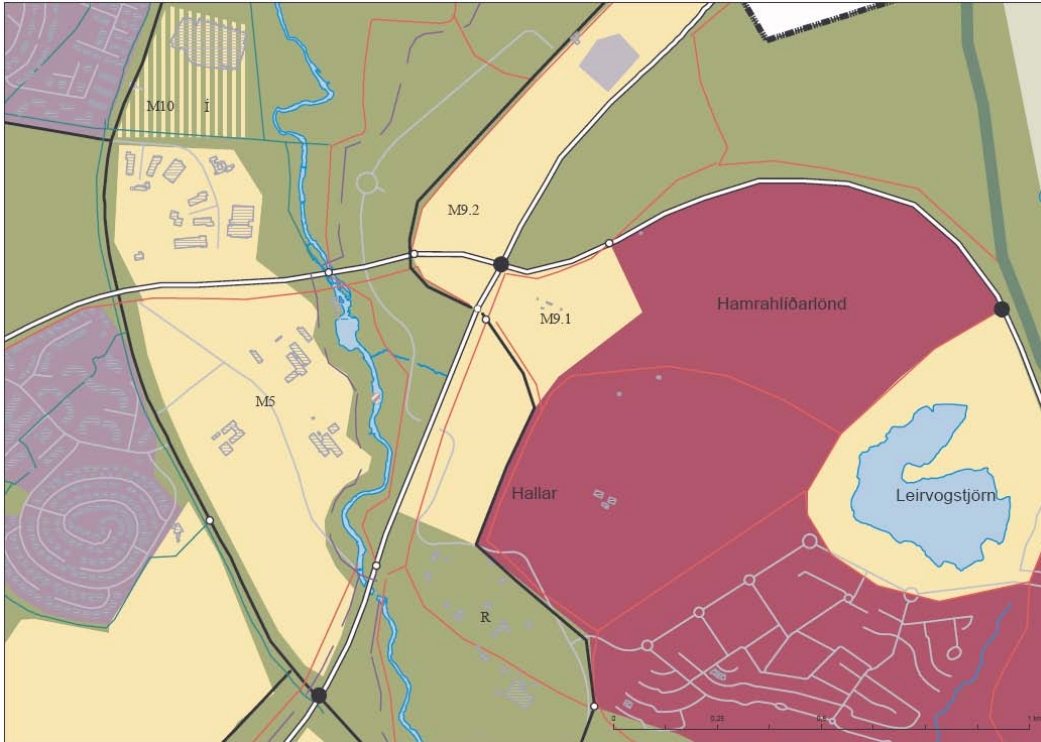 M10 Í
M9.2
Hamrahlíðarlönd
M9.1
M5
Hallar
Leirvogstjörn
R
0 0,25 0,5 1 km